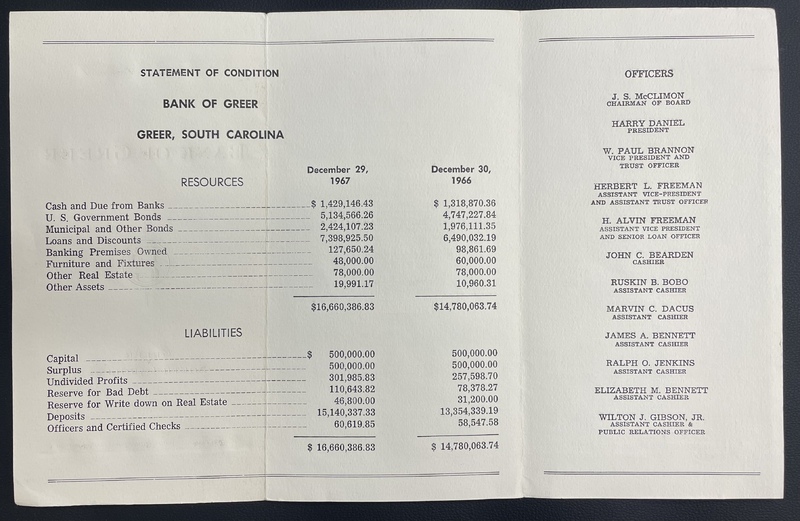 STATEMENT OF CONDITION
BANK OF GREER
GREER, SOUTH CAROLINA
December 29, 1967 December 30, 1966
RESOURCES
Cash and Due from Banks $ 1,429,146.43 $ 1,318,870.36
U. S. Government Bonds 5,134,566.26 4,747,227.84
Municipal and Other Bonds 2,424,107.23 1,976,111.35
Loans and Discounts 7,398,925.50 6,490,032.19
Banking Premises Owned 127,650.24 98,861.69
Furniture and Fixtures 48,000.00 60,000.00
Other Real Estate 78,000.00 78,000.00
Other Assets 19,991.17 10,960.31
$16,660,386.83 $14,780,063.74
LIABILITIES
Capital $ 500,000.00 500,000.00
Surplus 500,000.00 500,000.00
Undivided Profits 301,985.83 257,598.70
Reserve for Bad Debt 110,643.82 78,378.27
Reserve for Write down on Real Estate 46,800.00 31,200.00
Deposits 15,140,337.33 13,354,339.19
Officers and Certified Checks 60,619.85 58,547.58
$ 16,660,386.83 $ 14,780,063.74
OFFICERS
J. S. McCLIMON
CHAIRMAN OF BOARD
HARRY DANIEL
PRESIDENT
W. PAUL BRANNON
VICE PRESIDENT AND
TRUST OFFICER
HERBERT L. FREEMAN
ASSISTANT VICE-PRESIDENT
AND ASSISTANT TRUST OFFICER
H. ALVIN FREEMAN
ASSISTANT VICE PRESIDENT
AND SENIOR LOAN OFFICER
JOHN C. BEARDEN
CASHIER
RUSKIN B. BOBO
ASSISTANT CASHIER
MARVIN C. DACUS
ASSISTANT CASHIER
JAMES A. BENNETT
ASSISTANT CASHIER
RALPH O. JENKINS
ASSISTANT CASHIER
ELIZABETH M. BENNETT
ASSISTANT CASHIER
WILTON J. GIBSON, JR.
ASSISTANT CASHIER &
PUBLIC RELATIONS OFFICER